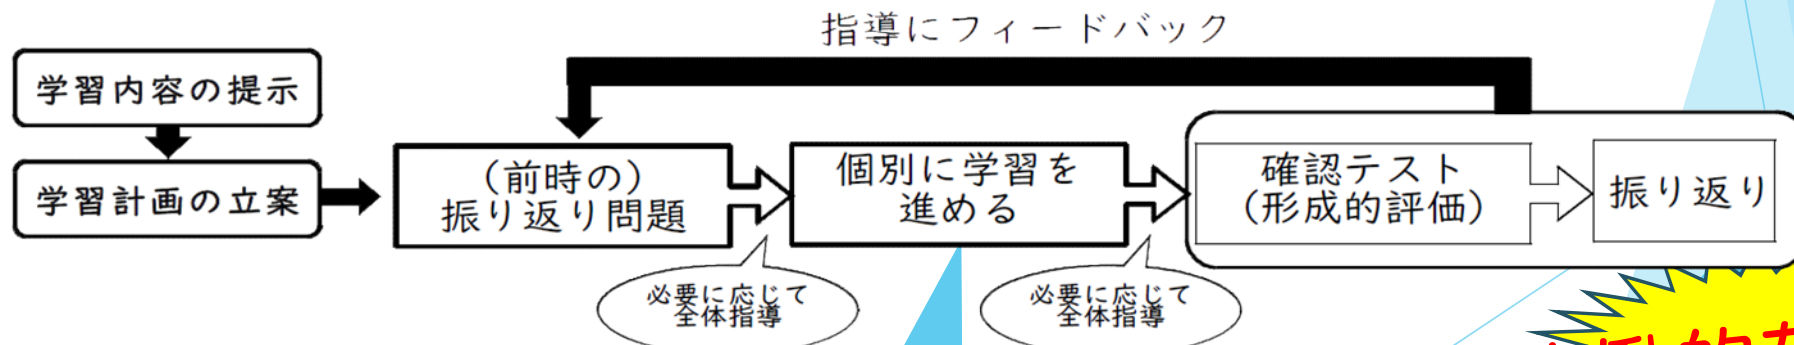 指導にフィードバック
学習内容の提示
学習計画の立案
(前時の)
振り返り問題
個別に学習を
進める
確認テスト
(形成的評価)
振り返り
必要に応じて
全体指導
必要に応じて
全体指導